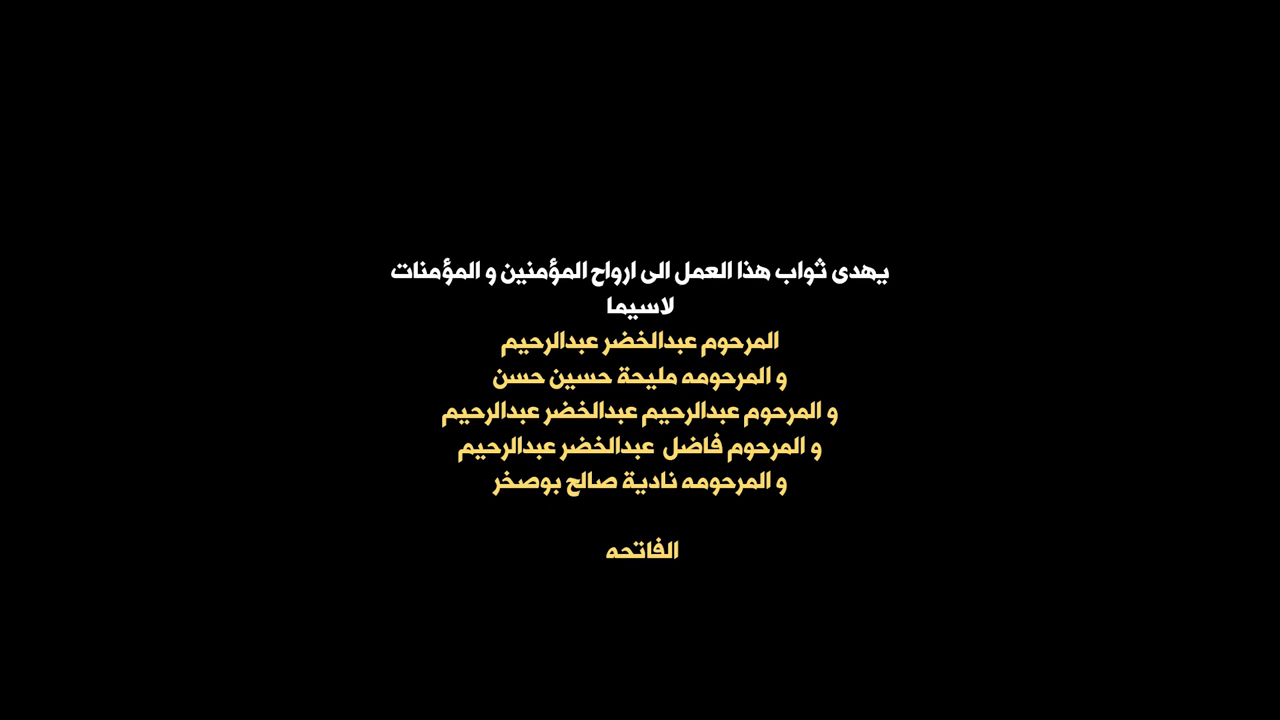 يهدى ثواب هذا العمل الى ارواح المؤمنين و المؤمنات
لاسيما
المرحوم عبدالخضر عبدالرحيم
و المرحومه مليحة حسين حسن
و المرحوم عبدالرحيم عبدالخضر عبدالرحيم
و المرحوم فاضل عبدالخضر عبدالرحيم
و المرحومه نادية صالح بوصخر
الفاتحه